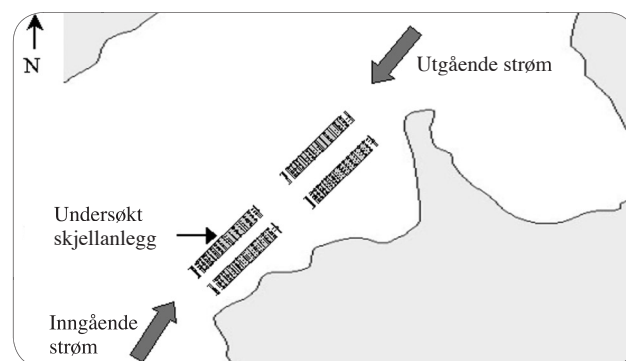 N
Utgående strøm
Undersøkt
skjellanlegg
Inngående
strøm